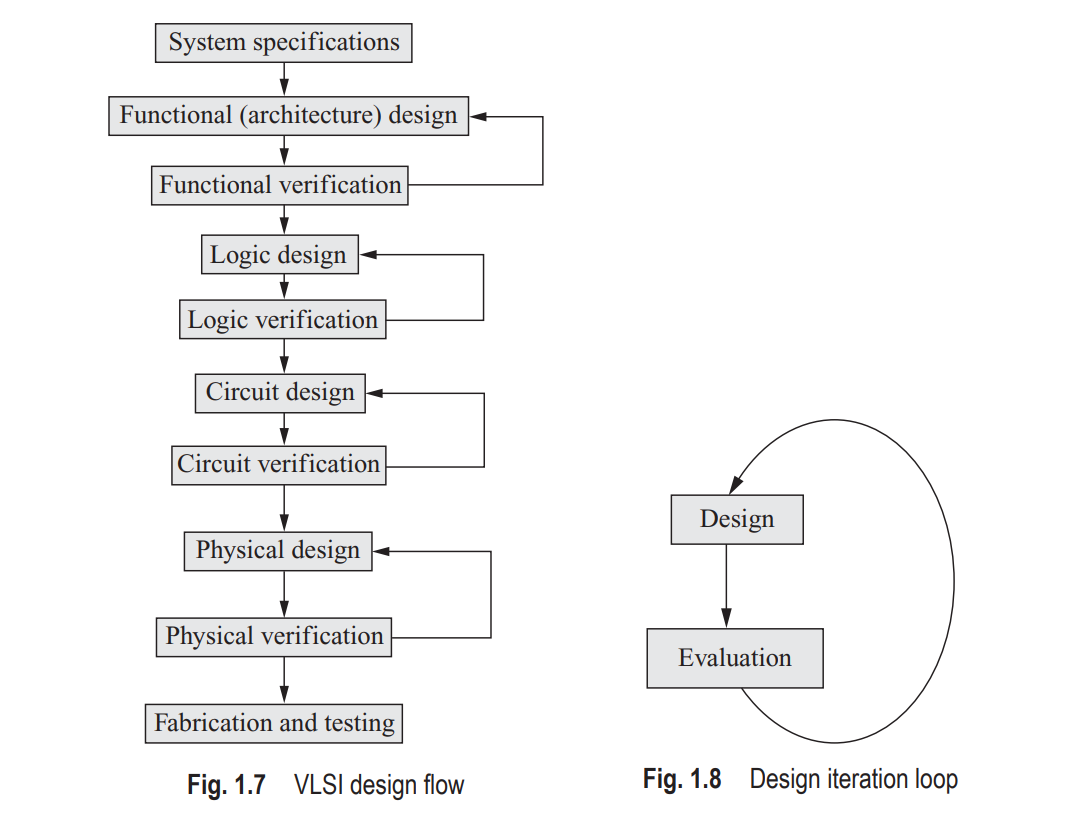 System specifications
Functional (architecture) design
Functional verification
Logic design
Logic verification
Circuit design
Circuit verification
Physical design
Physical verification
Fabrication and testing
Fig. 1.7 VLSI design flow
Design
Evaluation
Fig. 1.8 Design iteration loop